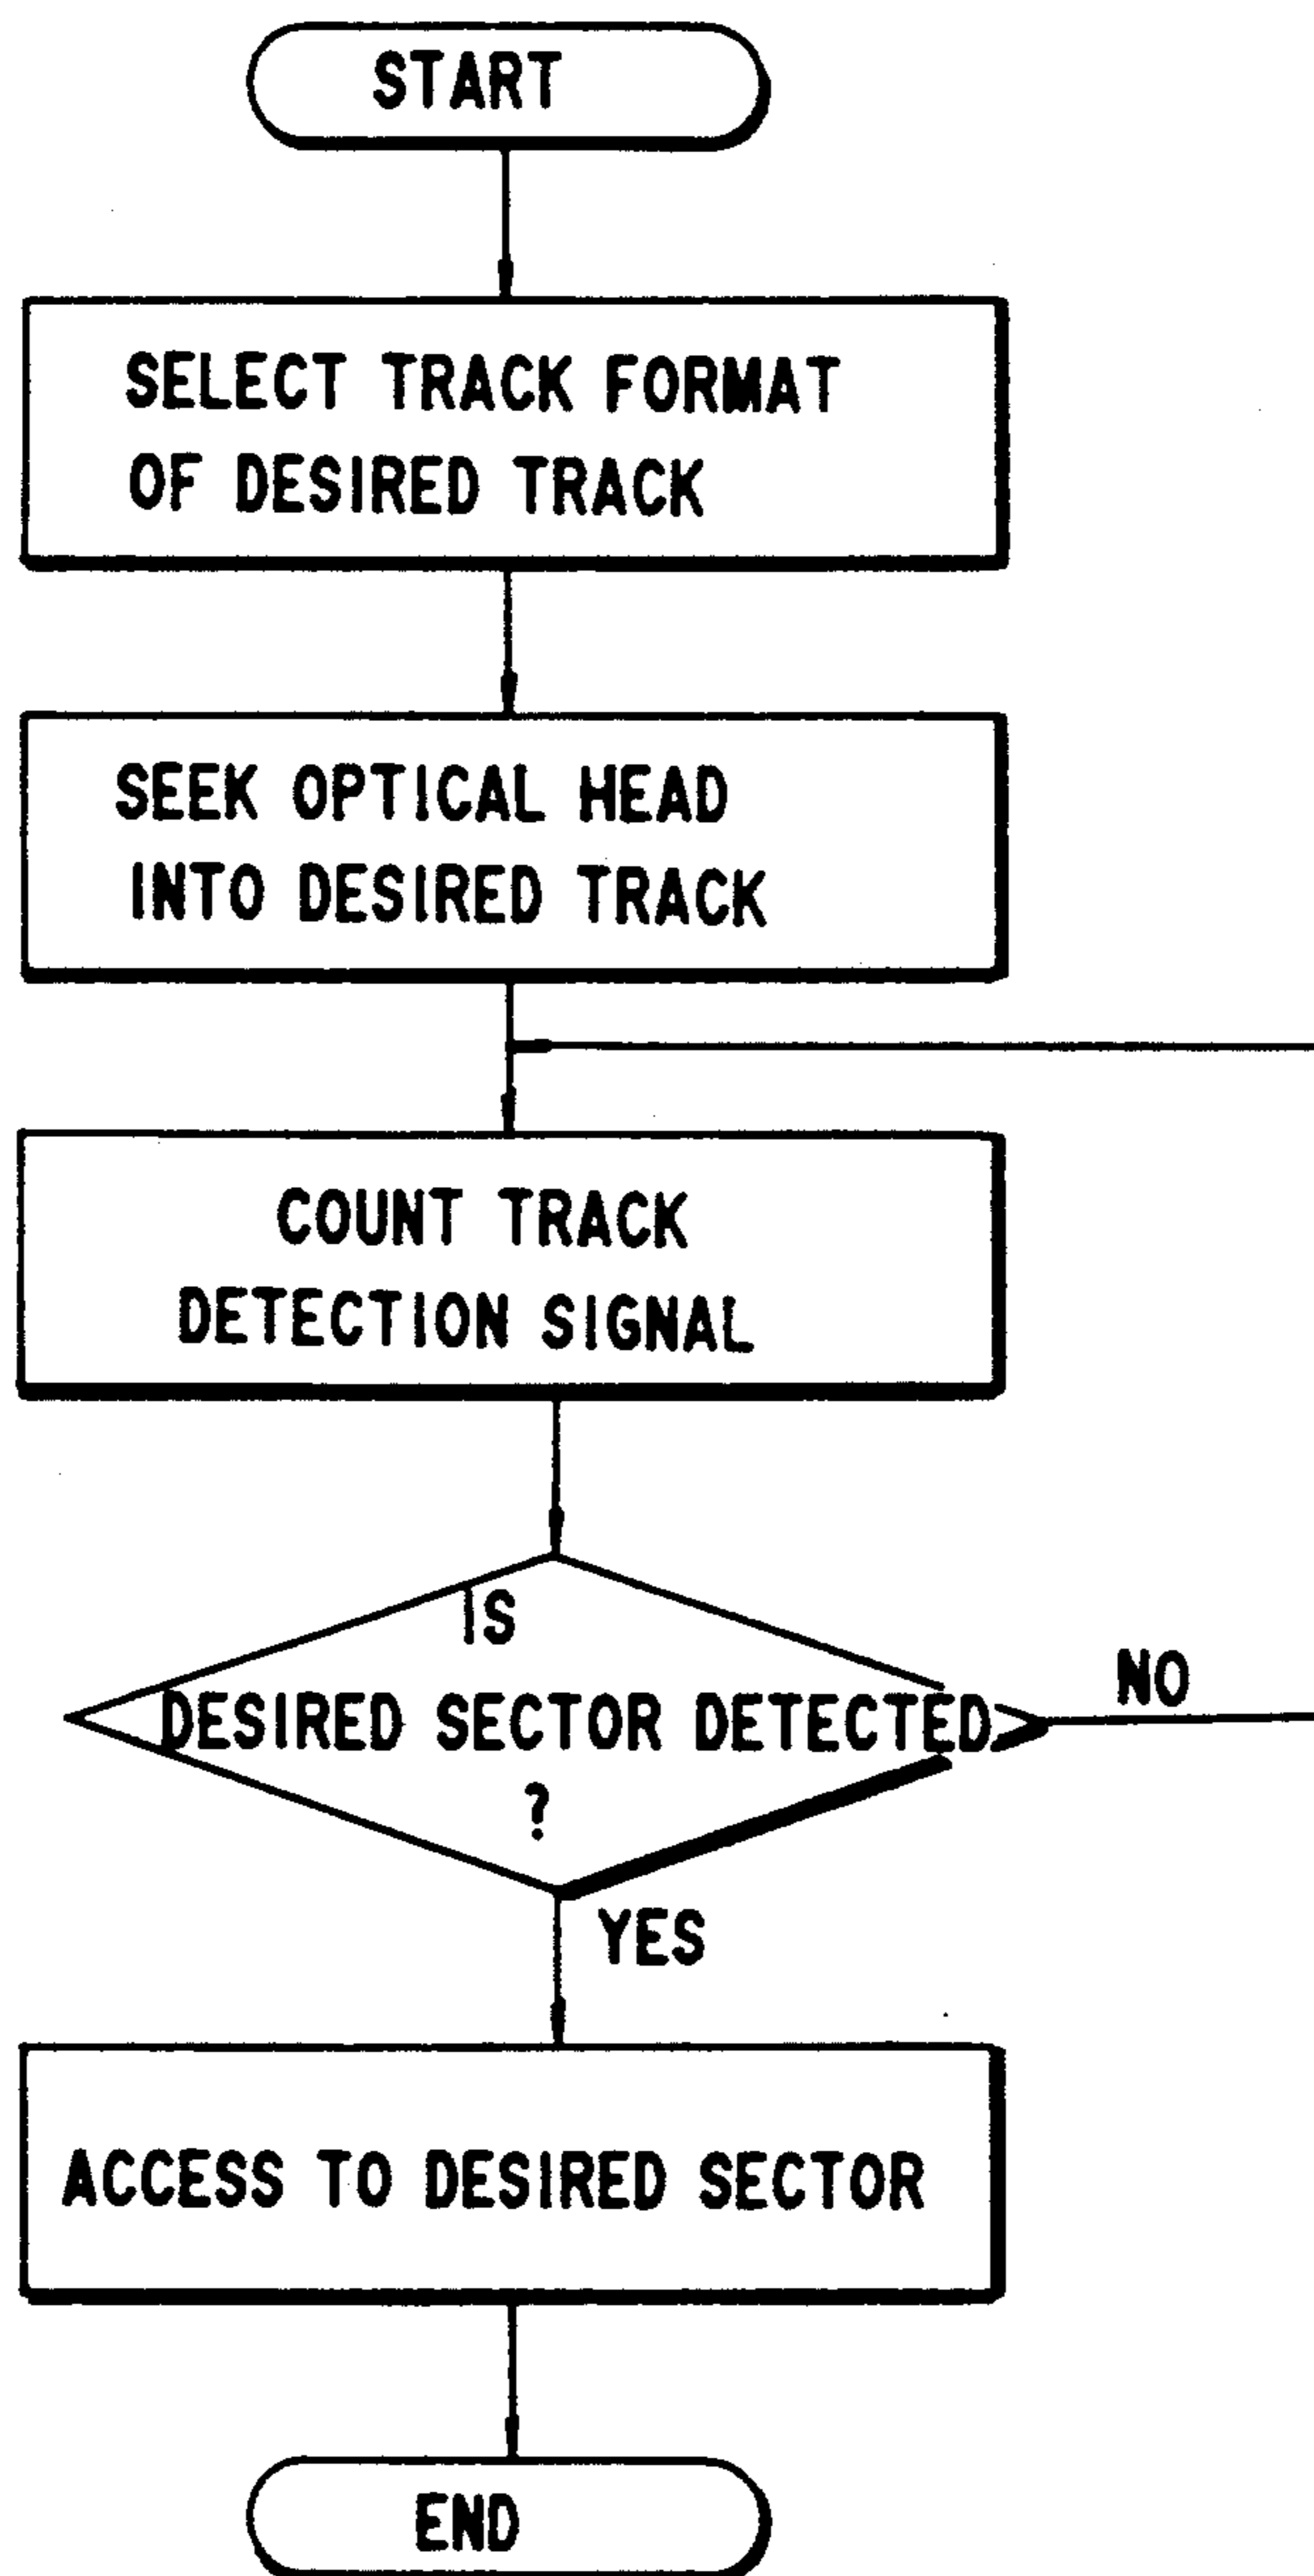 START
SELECT TRACK FORMAT
OF DESIRED TRACK
SEEK OPTICAL HEAD
INTO DESIRED TRACK
COUNT TRACK
DETECTION SIGNAL
IS
DESIRED SECTOR DETECTED
?
NO
YES
ACCESS TO DESIRED SECTOR
END